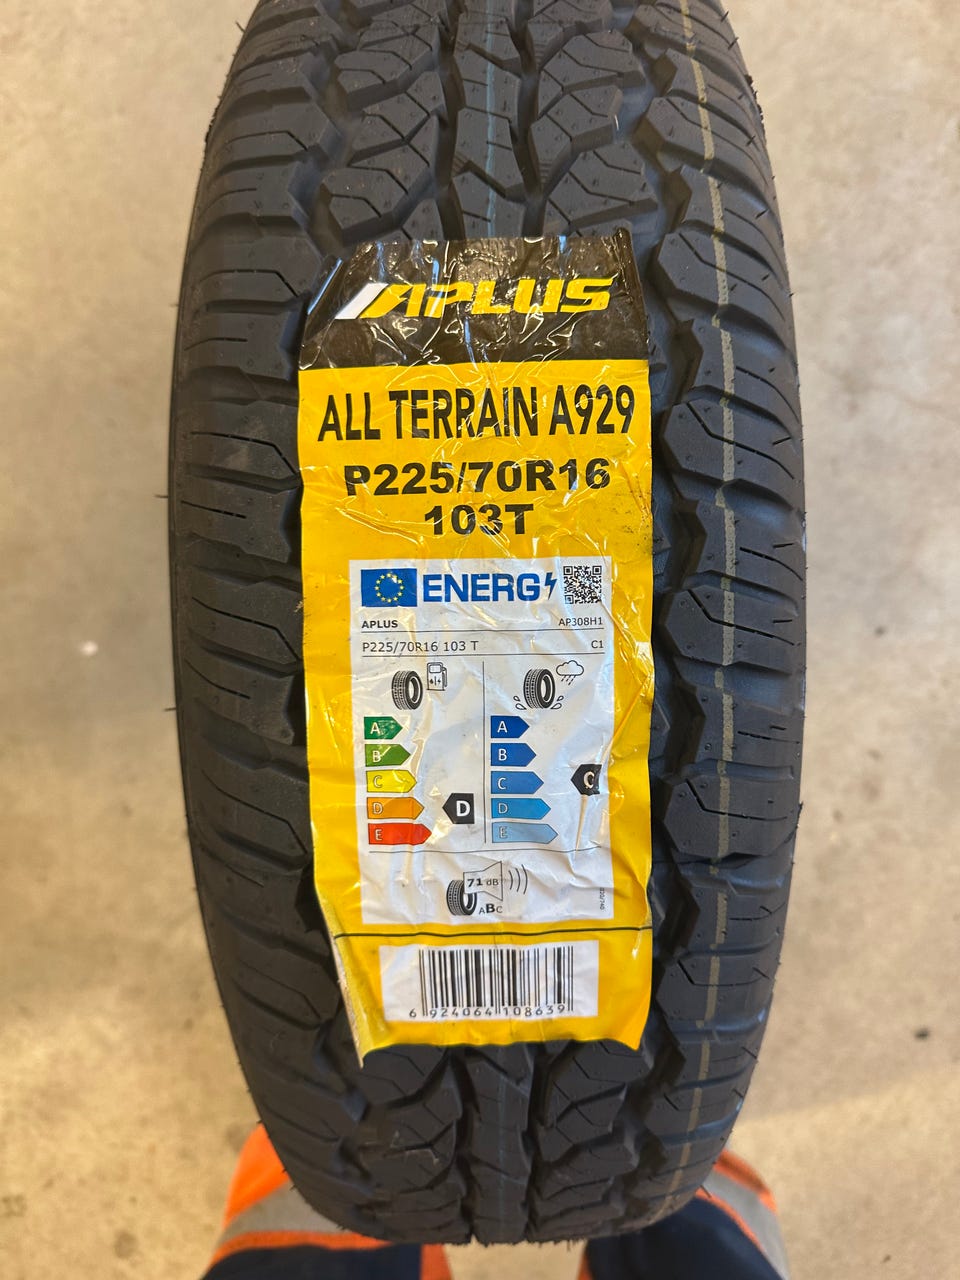 APLUS
ALL TERRAIN A929
P225/70R16
103T
ENERG
APLUS AP308H1
P225/70R16 103 T C1
A A
B B
C C C
D D D
E E
71 dB
ABC
6 924064 108639